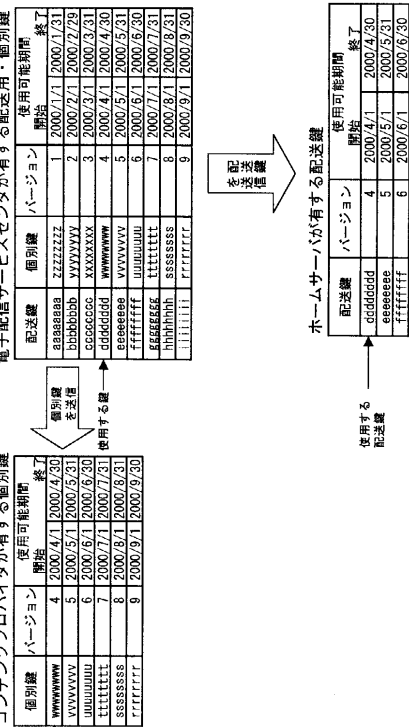 コンテンツプロバイダが有する個別鍵
個別鍵 バージョン 使用可能期間
開始 終了
wwwwwwww 4 2000/4/1 2000/4/30
vvvvvvvv 5 2000/5/1 2000/5/31
uuuuuuuu 6 2000/6/1 2000/6/30
tttttttt 7 2000/7/1 2000/7/31
ssssssss 8 2000/8/1 2000/8/31
rrrrrrrr 9 2000/9/1 2000/9/30
個別鍵
を送信
使用する鍵
電子配信サービスセンタが有する配送用・個別鍵
配送鍵 個別鍵 バージョン 使用可能期間
開始 終了
aaaaaaaa zzzzzzzz 1 2000/1/1 2000/1/31
bbbbbbbb yyyyyyyy 2 2000/2/1 2000/2/29
cccccccc xxxxxxxx 3 2000/3/1 2000/3/31
dddddddd wwwwwwww 4 2000/4/1 2000/4/30
eeeeeeee vvvvvvvv 5 2000/5/1 2000/5/31
ffffffff uuuuuuuu 6 2000/6/1 2000/6/30
gggggggg tttttttt 7 2000/7/1 2000/7/31
hhhhhhhh ssssssss 8 2000/8/1 2000/8/31
iiiiiiii rrrrrrrr 9 2000/9/1 2000/9/30
配送鍵
を送信
使用する
配送鍵
ホームサーバが有する配送鍵
配送鍵 バージョン 使用可能期間
開始 終了
dddddddd 4 2000/4/1 2000/4/30
eeeeeeee 5 2000/5/1 2000/5/31
ffffffff 6 2000/6/1 2000/6/30